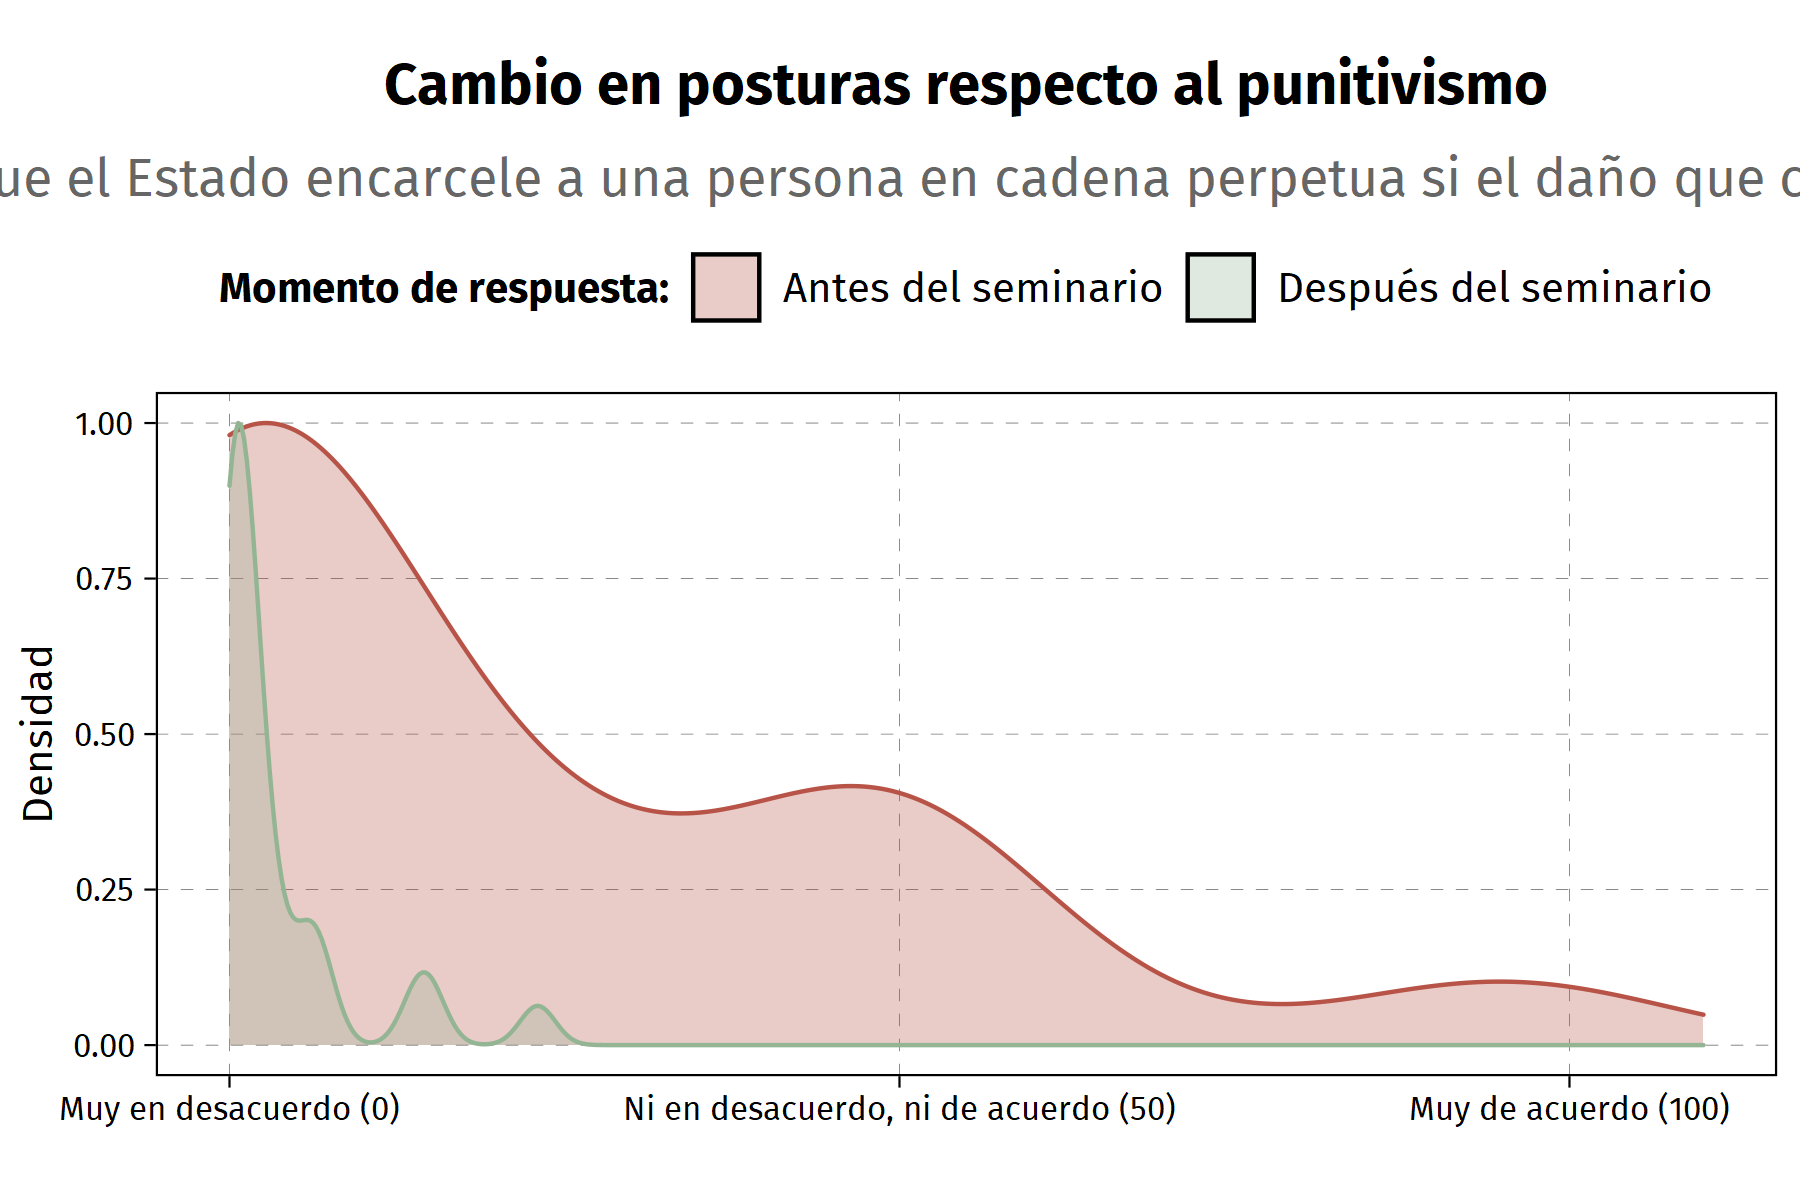 Cambio en posturas respecto al punitivismo
el Estado encarcele a una persona en cadena perpetua si el daño que
Momento de respuesta: Antes del seminario Después del seminario
1.00
0.75
0.50
0.25
0.00
Densidad
Muy en desacuerdo (0) Ni en desacuerdo, ni de acuerdo (50) Muy de acuerdo (100)